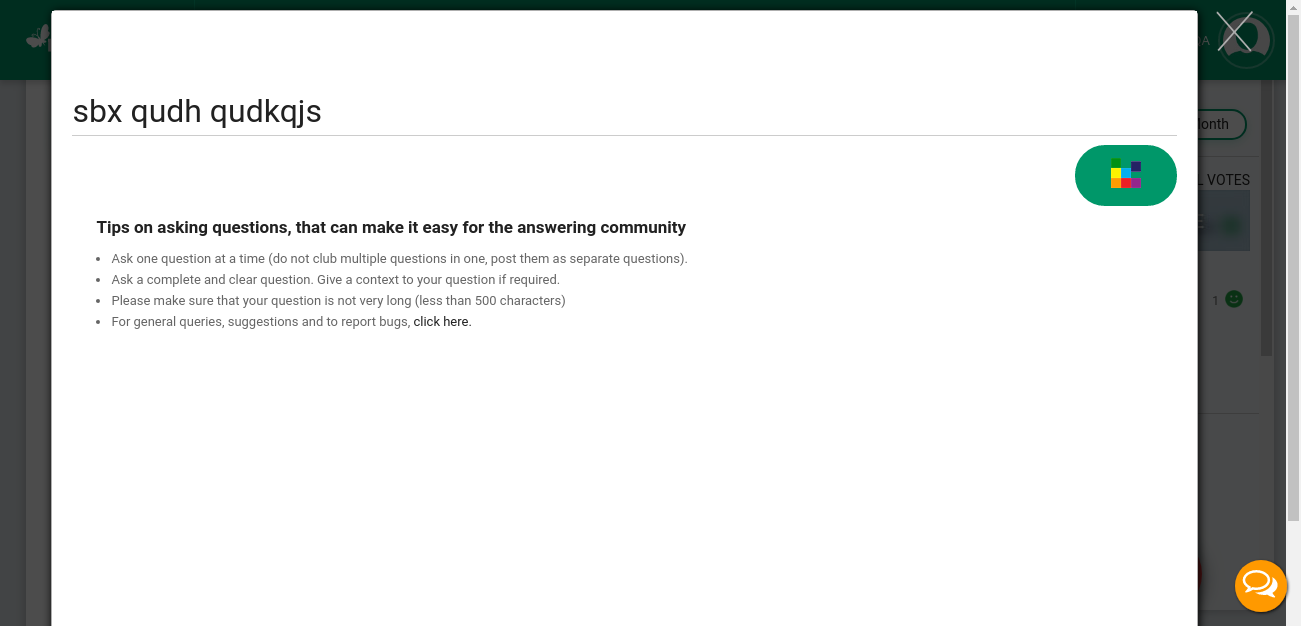 sbx qudh qudkqjs
Tips on asking questions, that can make it easy for the answering community
Ask one question at a time (do not club multiple questions in one, post them as separate questions).
Ask a complete and clear question. Give a context to your question if required.
Please make sure that your question is not very long (less than 500 characters)
For general queries, suggestions and to report bugs, click here.
VOTES
1